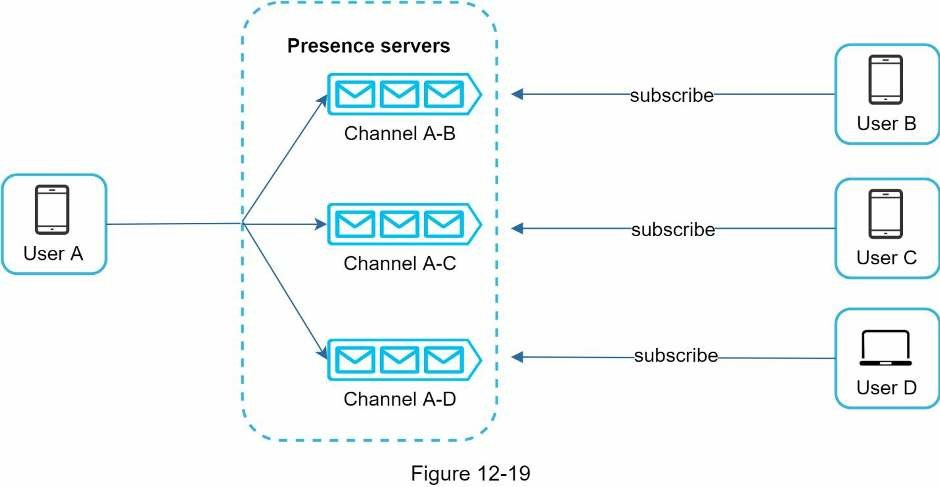 Presence servers
Channel A-B
subscribe
User B
User A
Channel A-C
subscribe
User C
Channel A-D
subscribe
User D
Figure 12-19